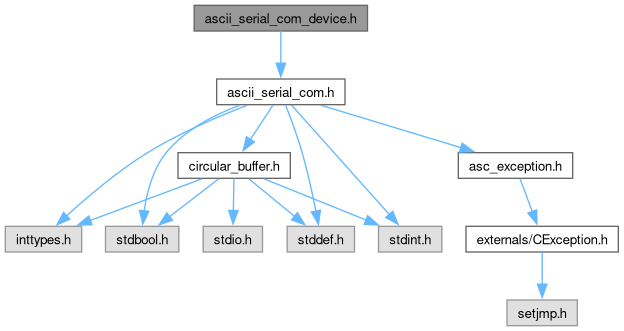 ascii_serial_com_device.h
ascii_serial_com.h
circular_buffer.h
asc_exception.h
inttypes.h
stdbool.h
stdio.h
stddef.h
stdint.h
externals/CException.h
setjmp.h